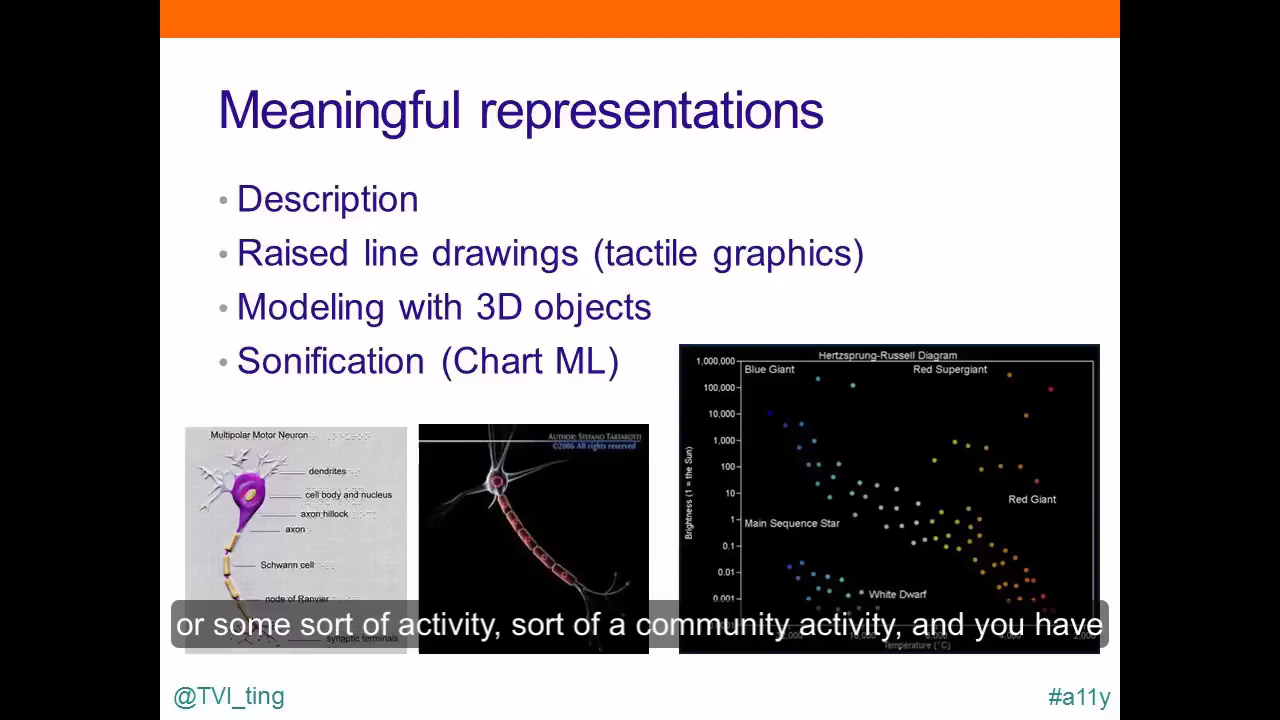 Meaningful representations
• Description
• Raised line drawings (tactile graphics)
• Modeling with 3D objects
• Sonification (Chart ML)
Multipolar Motor Neuron
dendrites
cell body and nucleus
axon hillock
axon
Schwann cell
node of Ranvier
synaptic terminals
AUTHOR: STEFANO TARTAROTTI
©2006 All rights reserved
Hertzsprung-Russell Diagram
1,000,000
100,000
10,000
1,000
100
10
1
0.1
0.01
0.001
Brightness (1 = the Sun)
Blue Giant
Red Supergiant
Red Giant
Main Sequence Star
White Dwarf
Temperature (°C)
or some sort of activity, sort of a community activity, and you have
@TVI_ting
#a11y